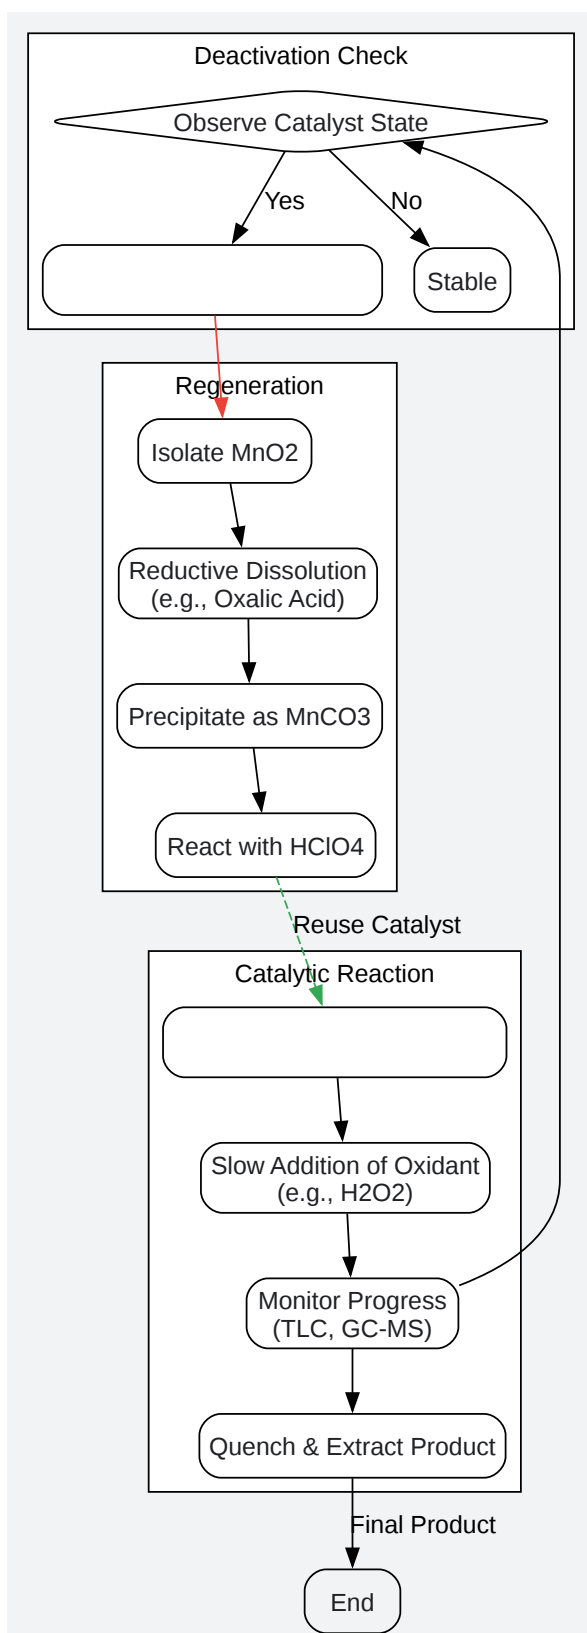 Deactivation Check
Observe Catalyst State
Yes
No
Stable
Regeneration
Isolate MnO2
Reductive Dissolution
(e.g., Oxalic Acid)
Precipitate as MnCO3
React with HClO4
Reuse Catalyst
Catalytic Reaction
Slow Addition of Oxidant
(e.g., H2O2)
Monitor Progress
(TLC, GC-MS)
Quench & Extract Product
Final Product
End